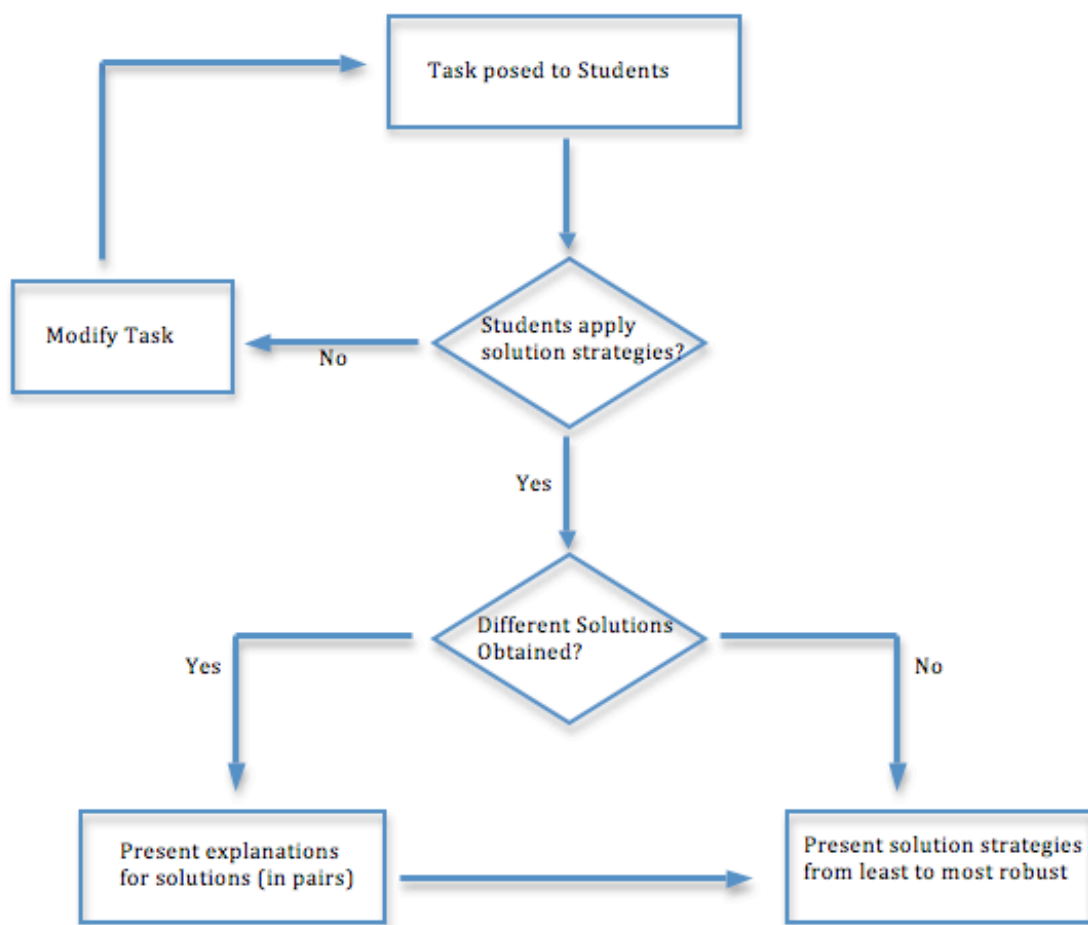 Task posed to Students
Students apply
solution strategies?
Modify Task
No
Yes
Different Solutions
Obtained?
Yes
No
Present explanations
for solutions (in pairs)
Present solution strategies
from least to most robust